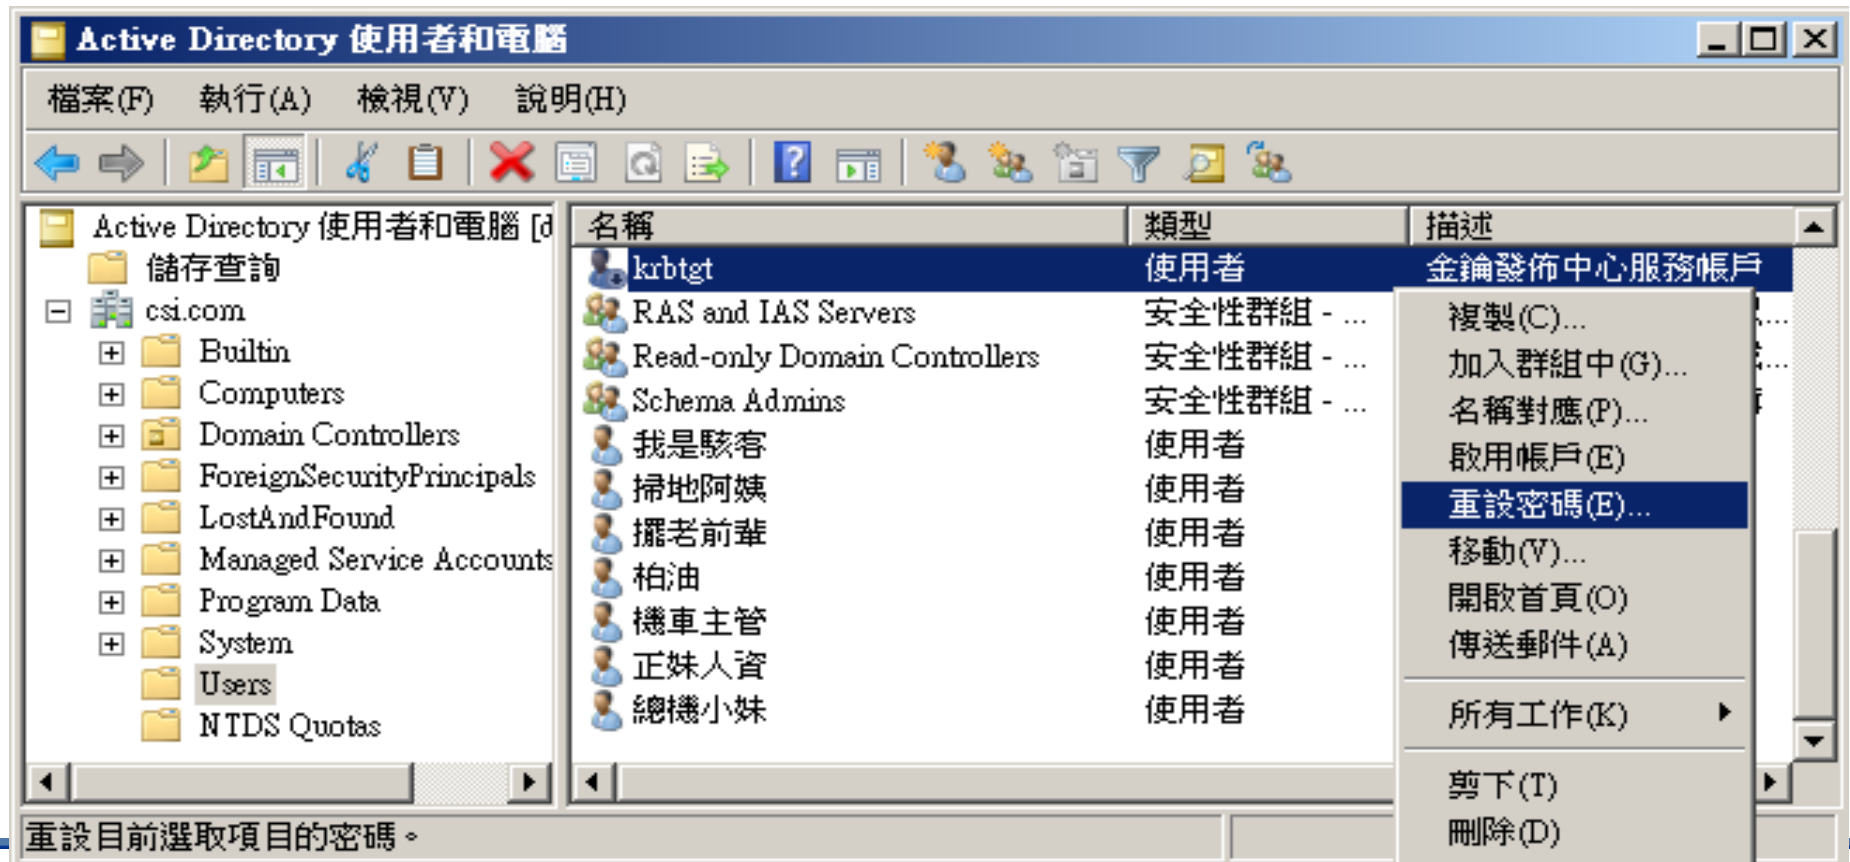 Active Directory 使用者和電腦
檔案(F) 執行(A) 檢視(V) 說明(H)
Active Directory 使用者和電腦 [d
儲存查詢
csi.com
Builtin
Computers
Domain Controllers
ForeignSecurityPrincipals
LostAndFound
Managed Service Accounts
Program Data
System
Users
NTDS Quotas
名稱 類型 描述
krbtgt 使用者 金鑰發佈中心服務帳戶
RAS and IAS Servers 安全性群組 - ...
Read-only Domain Controllers 安全性群組 - ...
Schema Admins 安全性群組 - ...
我是駭客 使用者
掃地阿姨 使用者
擺老前輩 使用者
柏油 使用者
機車主管 使用者
正妹人資 使用者
總機小妹 使用者
複製(C)...
加入群組中(G)...
名稱對應(P)...
啟用帳戶(E)
重設密碼(E)...
移動(V)...
開啟首頁(O)
傳送郵件(A)
所有工作(K)
剪下(T)
刪除(D)
重設目前選取項目的密碼。